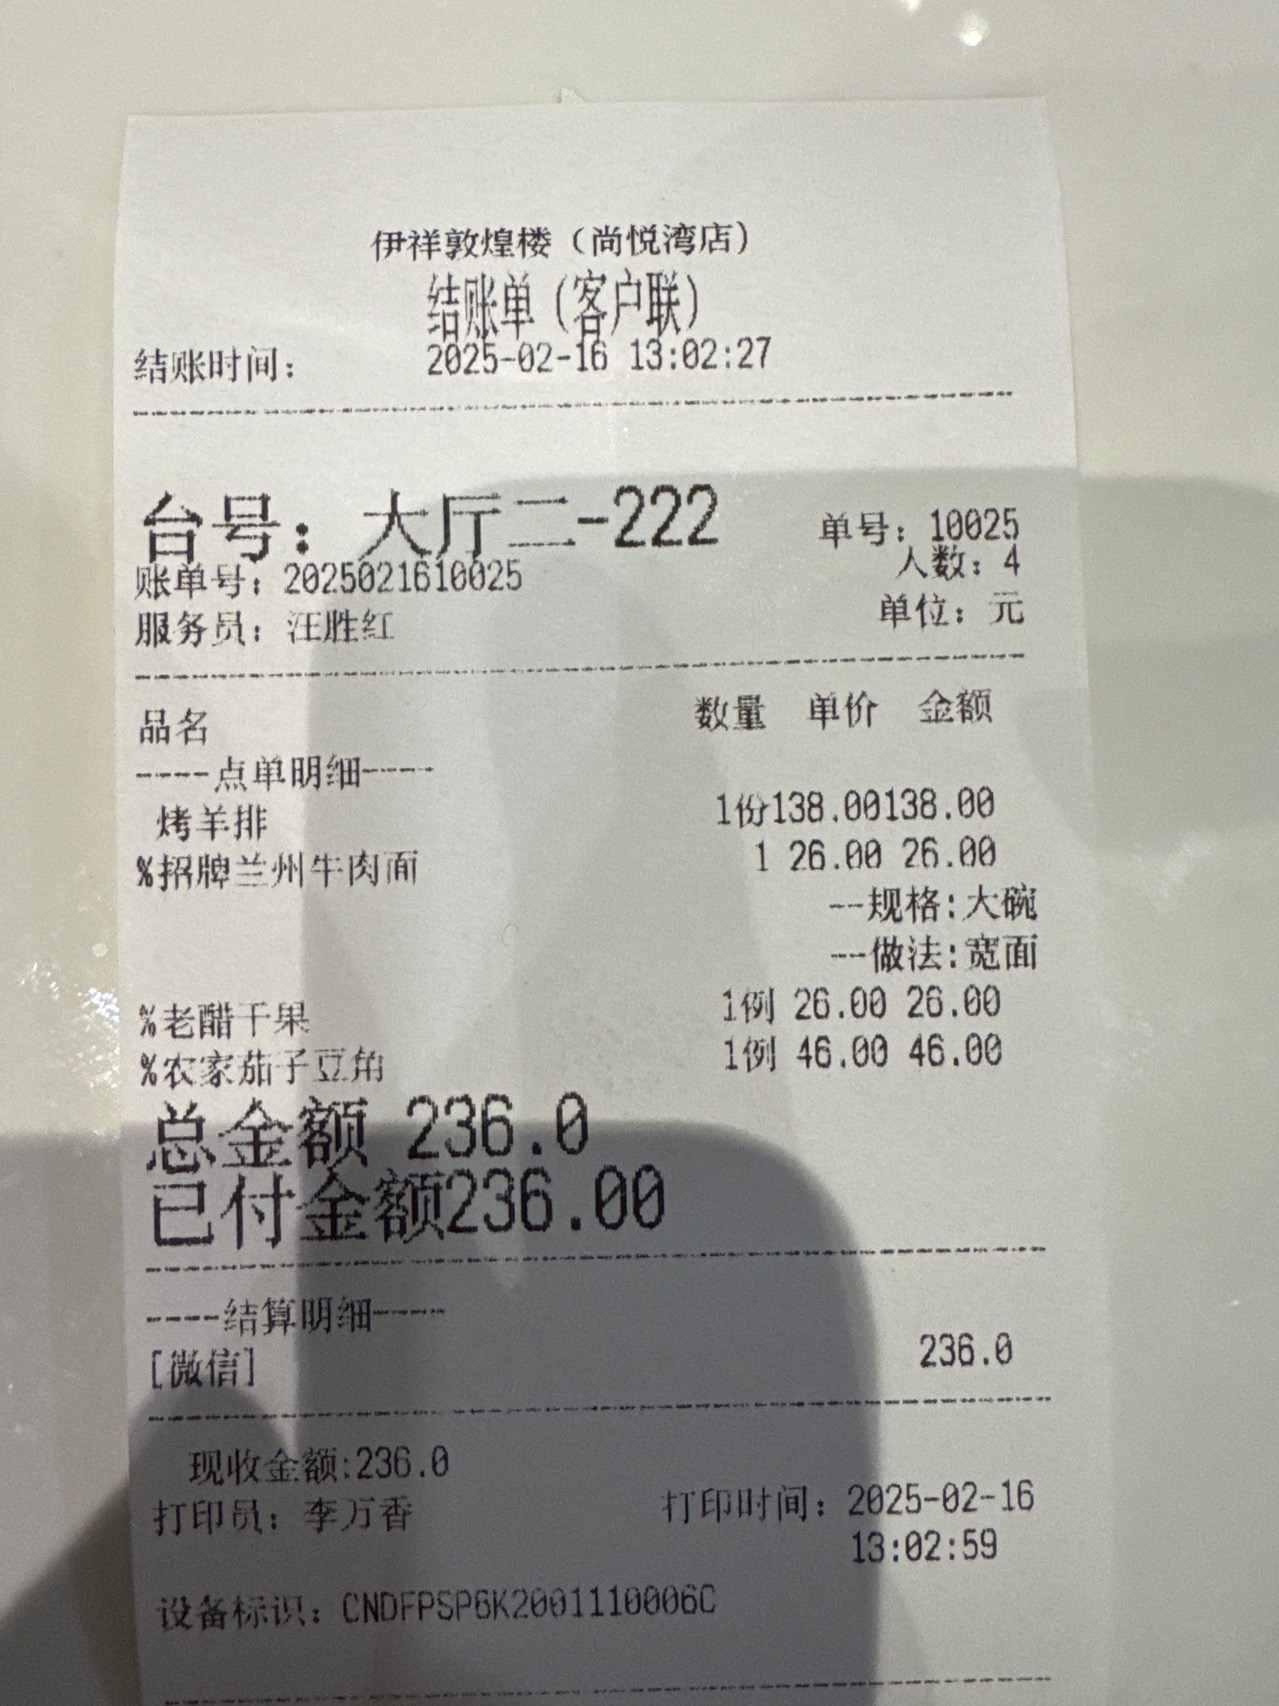 伊祥敦煌楼（尚悦湾店）
结账单（客户联）
结账时间： 2025-02-16 13:02:27
台号：大厅二-222 单号：10025
人数：4
账单号：2025021610025
服务员：汪胜红 单位：元
品名 数量 单价 金额
----点单明细----
烤羊排 1份138.00138.00
%招牌兰州牛肉面 1 26.00 26.00
--规格:大碗
--做法:宽面
%老醋干果 1例 26.00 26.00
%农家茄子豆角 1例 46.00 46.00
总金额 236.0
已付金额236.00
----结算明细----
[微信] 236.0
现收金额:236.0
打印员：李万香 打印时间：2025-02-16
13:02:59
设备标识：CNDFPSP6K2001110006C